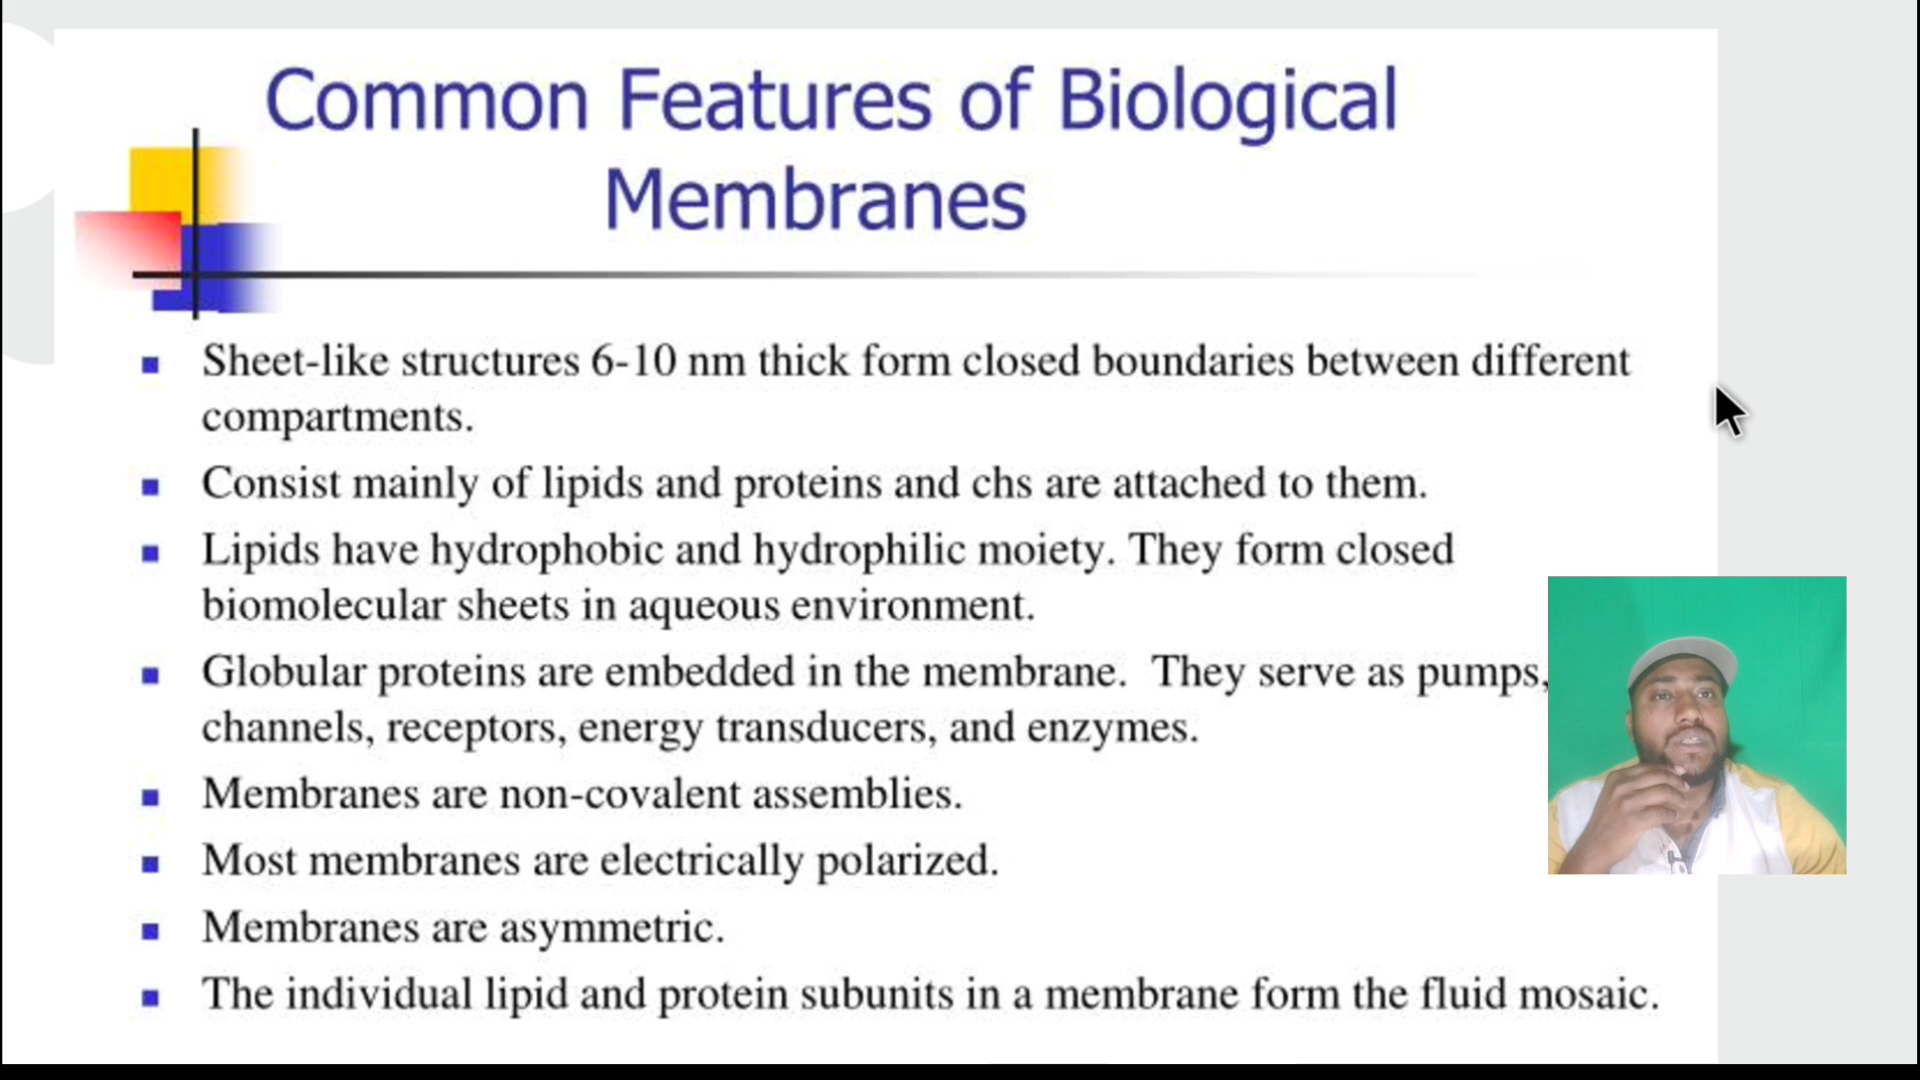 Common Features of Biological
Membranes
Sheet-like structures 6-10 nm thick form closed boundaries between different
compartments.
Consist mainly of lipids and proteins and chs are attached to them.
Lipids have hydrophobic and hydrophilic moiety. They form closed
biomolecular sheets in aqueous environment.
Globular proteins are embedded in the membrane. They serve as pumps,
channels, receptors, energy transducers, and enzymes.
Membranes are non-covalent assemblies.
Most membranes are electrically polarized.
Membranes are asymmetric.
The individual lipid and protein subunits in a membrane form the fluid mosaic.